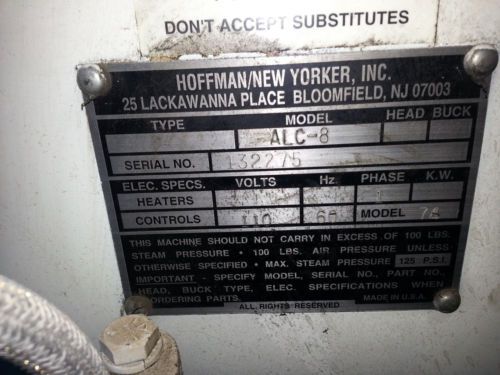 DON'T ACCEPT SUBSTITUTES
HOFFMAN/NEW YORKER, INC.
25 LACKAWANNA PLACE BLOOMFIELD, NJ 07003
TYPE MODEL HEAD BUCK
ALC-8
SERIAL NO. 132275
ELEC. SPECS. VOLTS Hz PHASE K.W.
HEATERS
CONTROLS 110 60 MODEL 7A
THIS MACHINE SHOULD NOT CARRY IN EXCESS OF 100 LBS.
STEAM PRESSURE • 100 LBS. AIR PRESSURE UNLESS
OTHERWISE SPECIFIED • MAX. STEAM PRESSURE 125 P.S.I.
IMPORTANT - SPECIFY MODEL, SERIAL NO., PART NO.,
HEAD, BUCK TYPE, ELEC. SPECIFICATIONS WHEN
ORDERING PARTS. MADE IN U.S.A.
ALL RIGHTS RESERVED